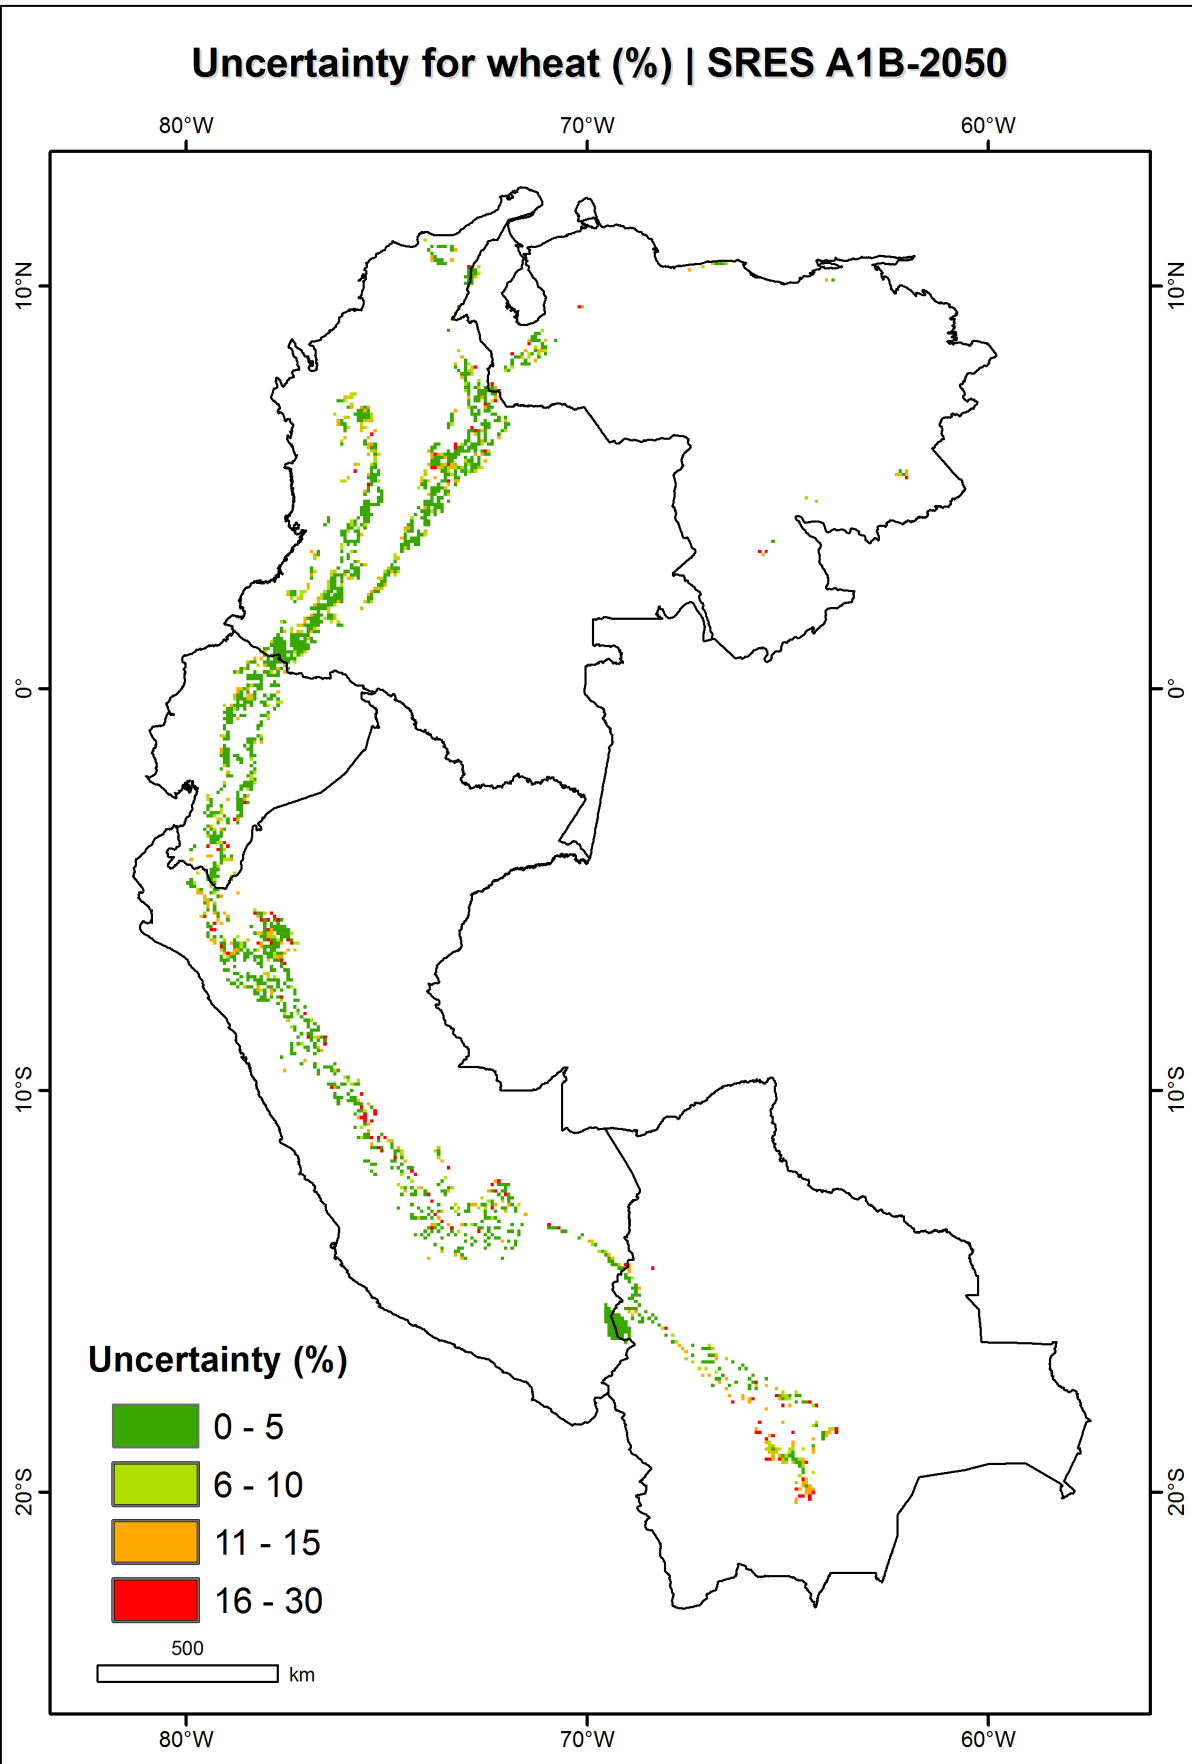 Uncertainty for wheat (%) | SRES A1B-2050
80°W 70°W 60°W
10°N 10°N
0° 0°
10°S 10°S
20°S 20°S
Uncertainty (%)
0 - 5
6 - 10
11 - 15
16 - 30
500
km
80°W 70°W 60°W